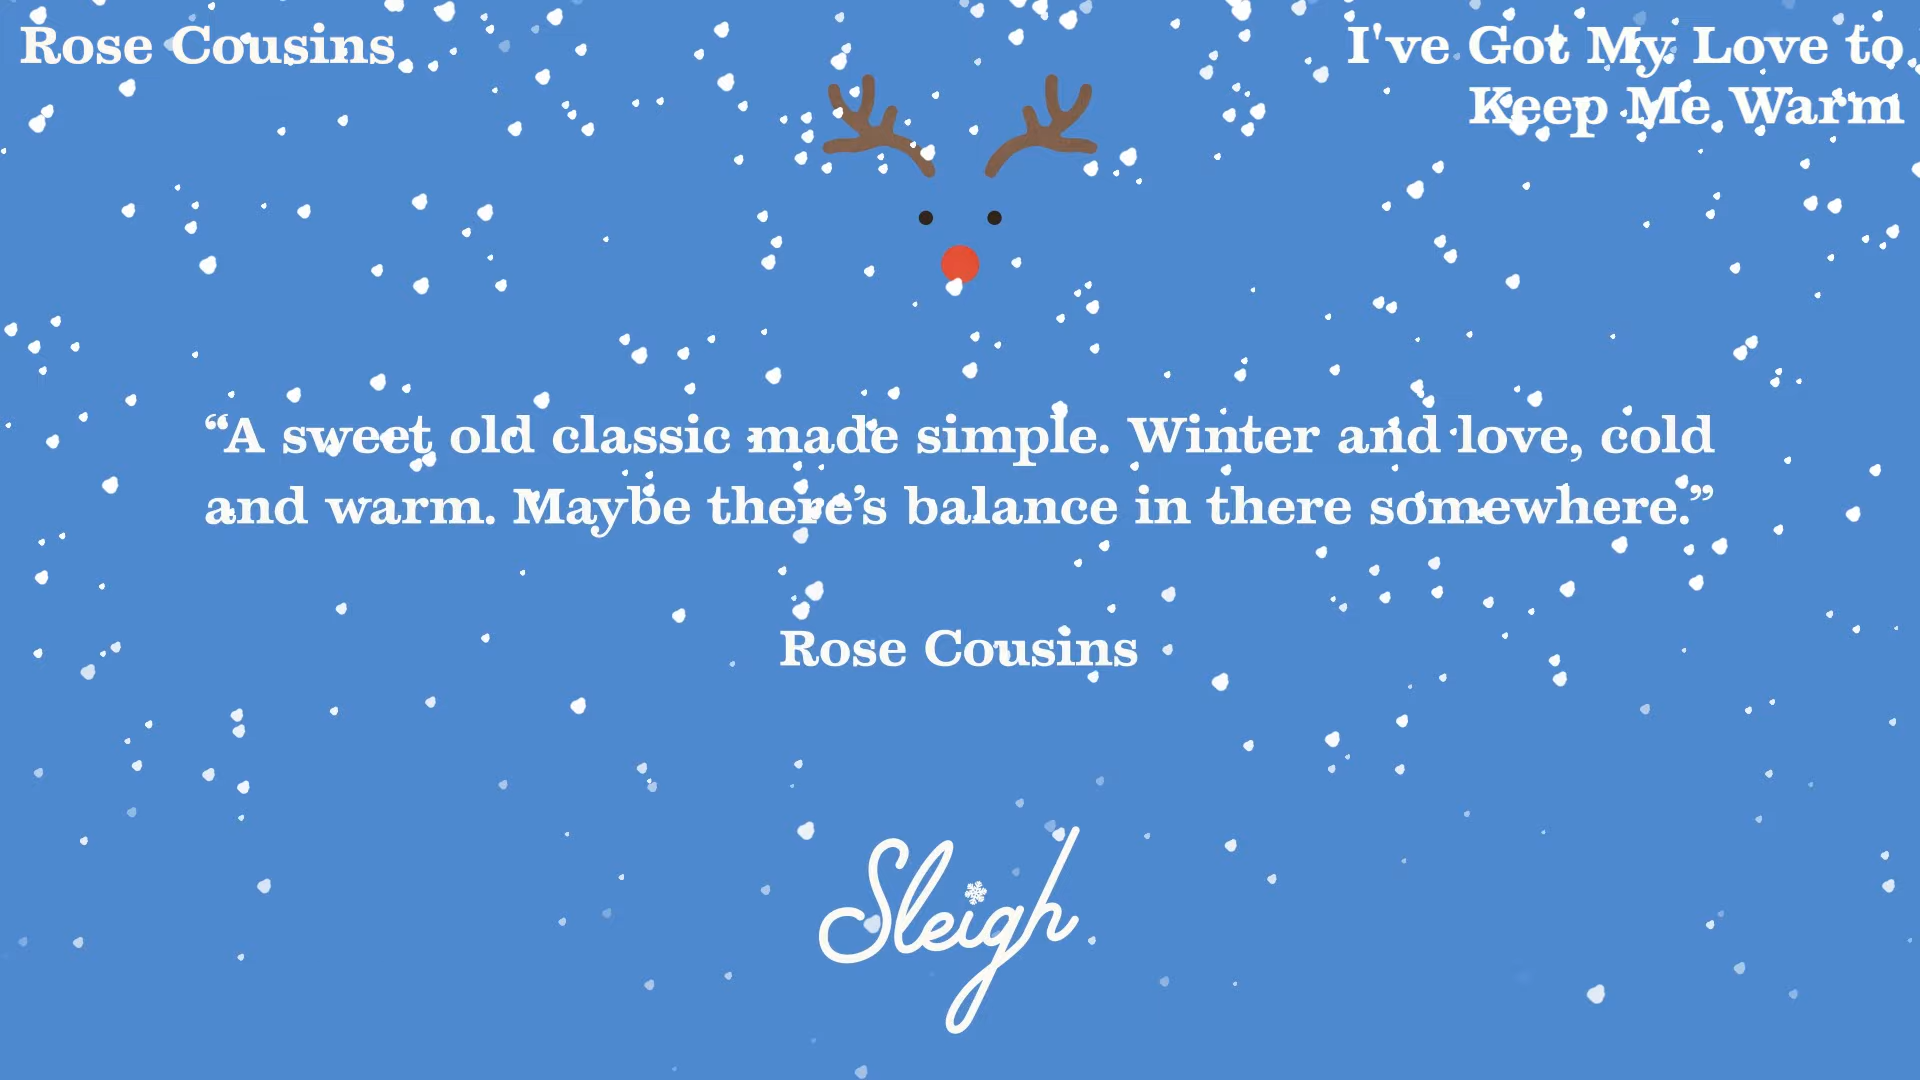 Rose Cousins
I've Got My Love to
Keep Me Warm
“A sweet old classic made simple. Winter and love, cold
and warm. Maybe there’s balance in there somewhere.”
Rose Cousins
Sleigh